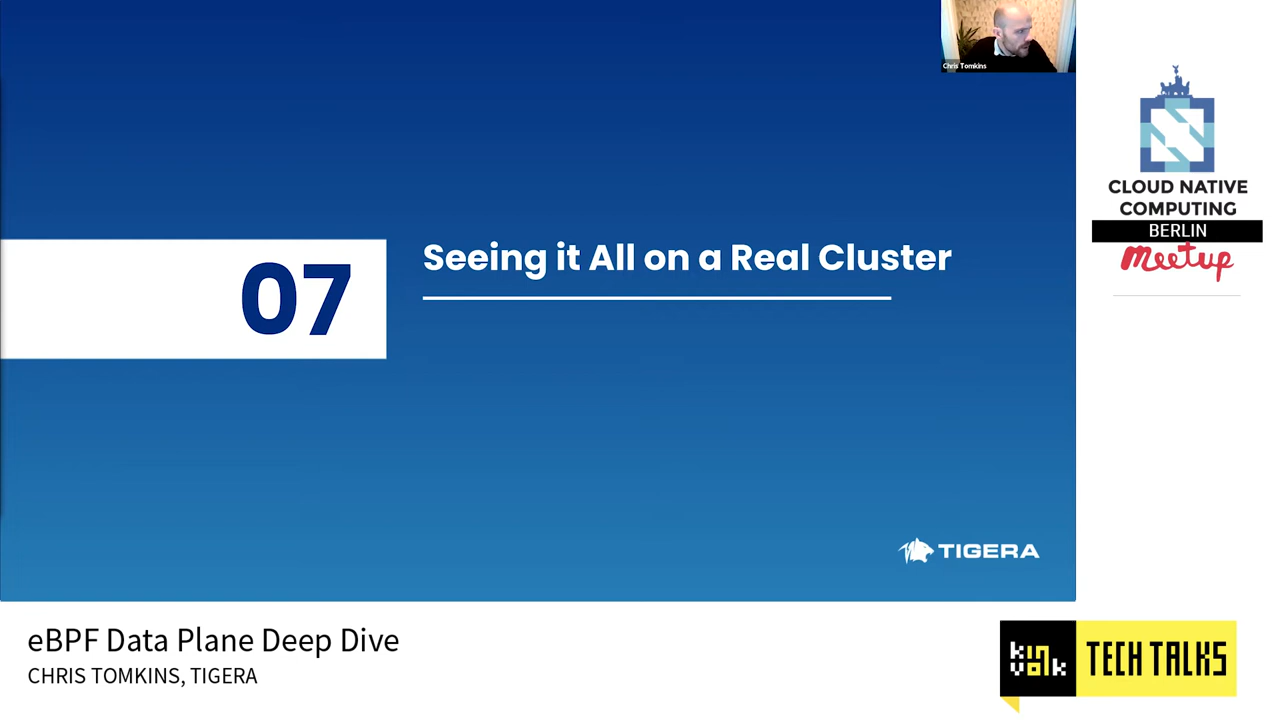 Chris Tomkins
07
Seeing it All on a Real Cluster
TIGERA
CLOUD NATIVE
COMPUTING
BERLIN
Meetup
eBPF Data Plane Deep Dive
CHRIS TOMKINS, TIGERA
kinvolk
TECH TALKS